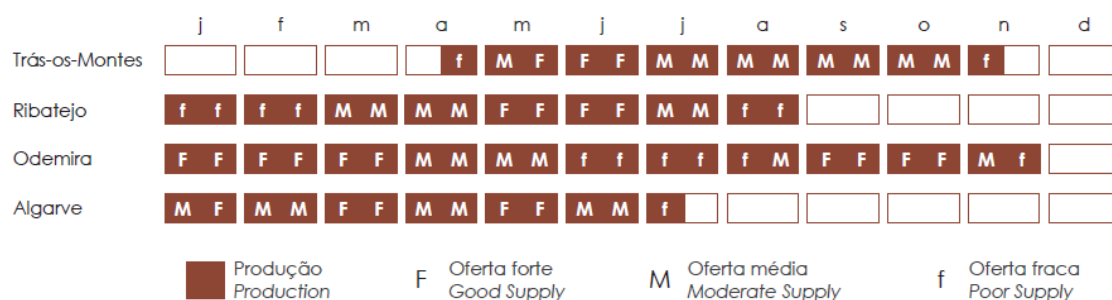 j f m a m j j a s o n d
Trás-os-Montes f M F F F M M M M M M M M f
Ribatejo f f f f M M M M F F F F M M f f
Odemira F F F F F F M M M M f f f f f M F F F F M f
Algarve M F M M F F M M F F M M f
Produção F Oferta forte M Oferta média f Oferta fraca
Production Good Supply Moderate Supply Poor Supply